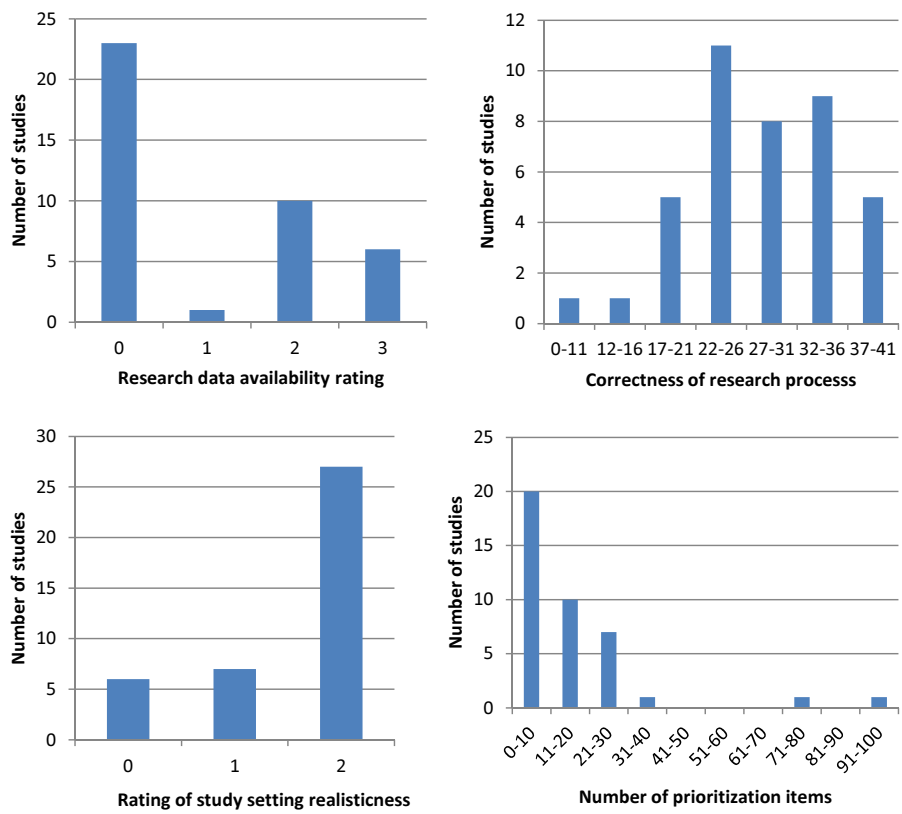 25
20
15
10
5
0
0 1 2 3
Number of studies
Research data availability rating
12
10
8
6
4
2
0
0-11 12-16 17-21 22-26 27-31 32-36 37-41
Number of studies
Correctness of research processs
30
25
20
15
10
5
0
0 1 2
Number of studies
Rating of study setting realisticness
25
20
15
10
5
0
0-10 11-20 21-30 31-40 41-50 51-60 61-70 71-80 81-90 91-100
Number of studies
Number of prioritization items